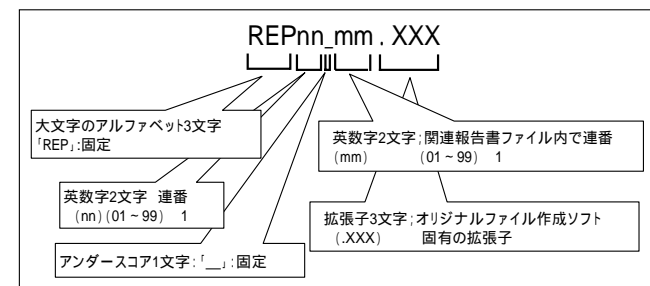 REPnn_mm.XXX
大文字のアルファベット3文字
「REP」:固定
英数字2文字;関連報告書ファイル内で連番
(mm) (01~99) 1
英数字2文字 連番
(nn)(01~99) 1
拡張子3文字;オリジナルファイル作成ソフト
(.XXX) 固有の拡張子
アンダースコア1文字:「__」:固定